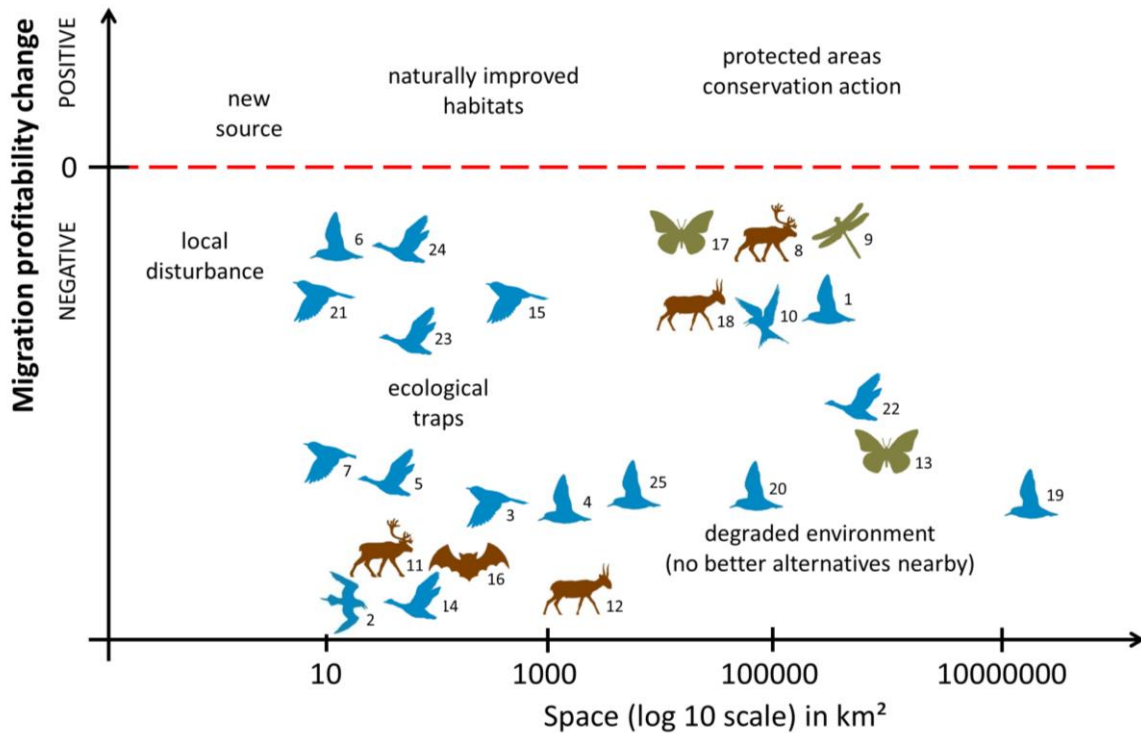 Migration profitability change
POSITIVE
0
NEGATIVE
new
source
naturally improved
habitats
protected areas
conservation action
local
disturbance
6
24
17
8
9
21
15
18
10
1
23
ecological
traps
22
7
5
13
3
4
25
20
19
degraded environment
(no better alternatives nearby)
11
16
12
2
14
10
1000
100000
10000000
Space (log 10 scale) in km²